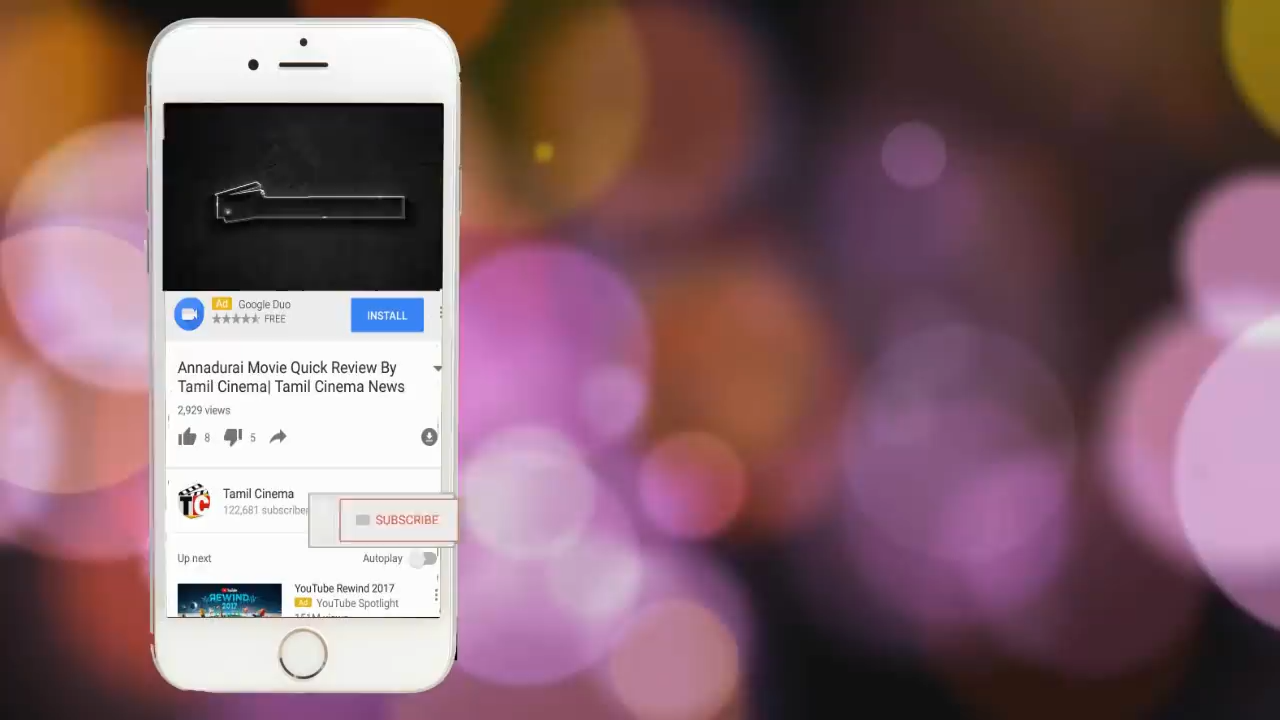 Ad Google Duo
FREE
INSTALL
Annadurai Movie Quick Review By
Tamil Cinema| Tamil Cinema News
2,929 views
8 5
TC
Tamil Cinema
122,681 subscribe
SUBSCRIBE
Up next Autoplay
YouTube Rewind 2017
Ad YouTube Spotlight
REWIND
2017